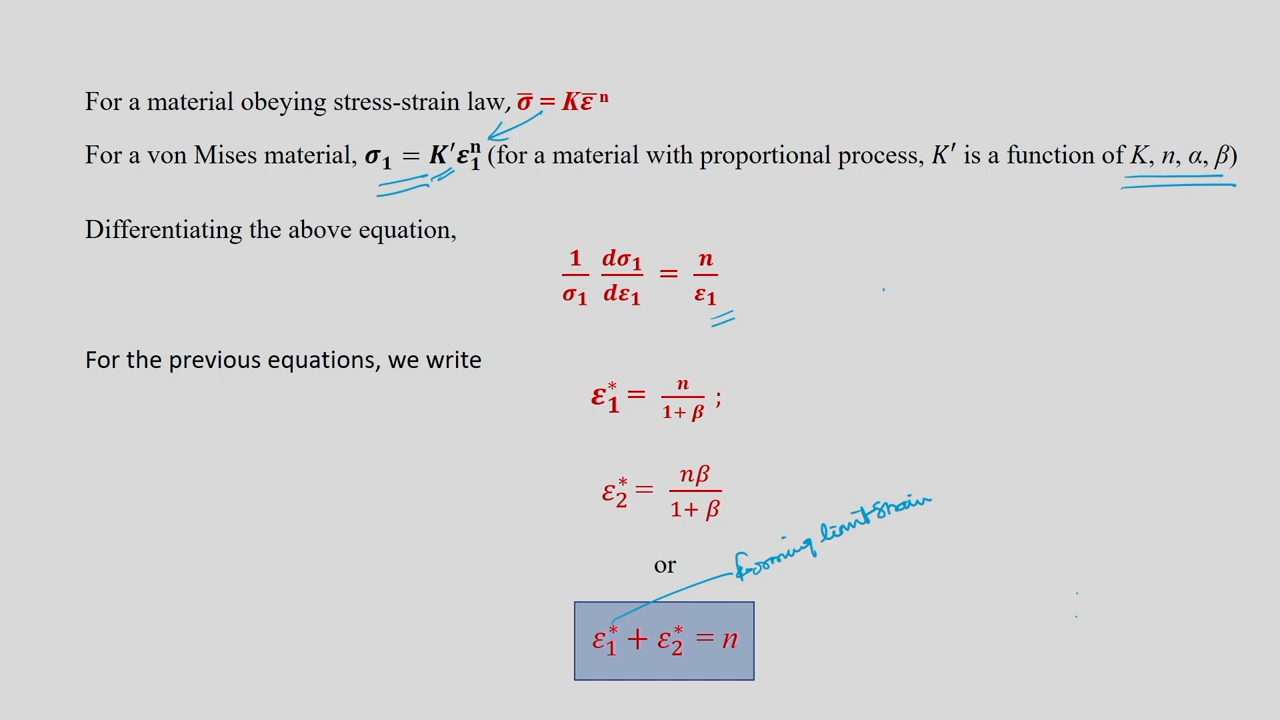 For a material obeying stress-strain law, σ̅ = Kε̅ ⁿ
For a von Mises material, σ₁ = K′ε₁ⁿ (for a material with proportional process, K′ is a function of K, n, α, β)
Differentiating the above equation,
1/σ₁ dσ₁/dε₁ = n/ε₁
For the previous equations, we write
ε₁* = n/(1+ β) ;
ε₂* = nβ/(1+ β)
forming limit strain
or
ε₁* + ε₂* = n